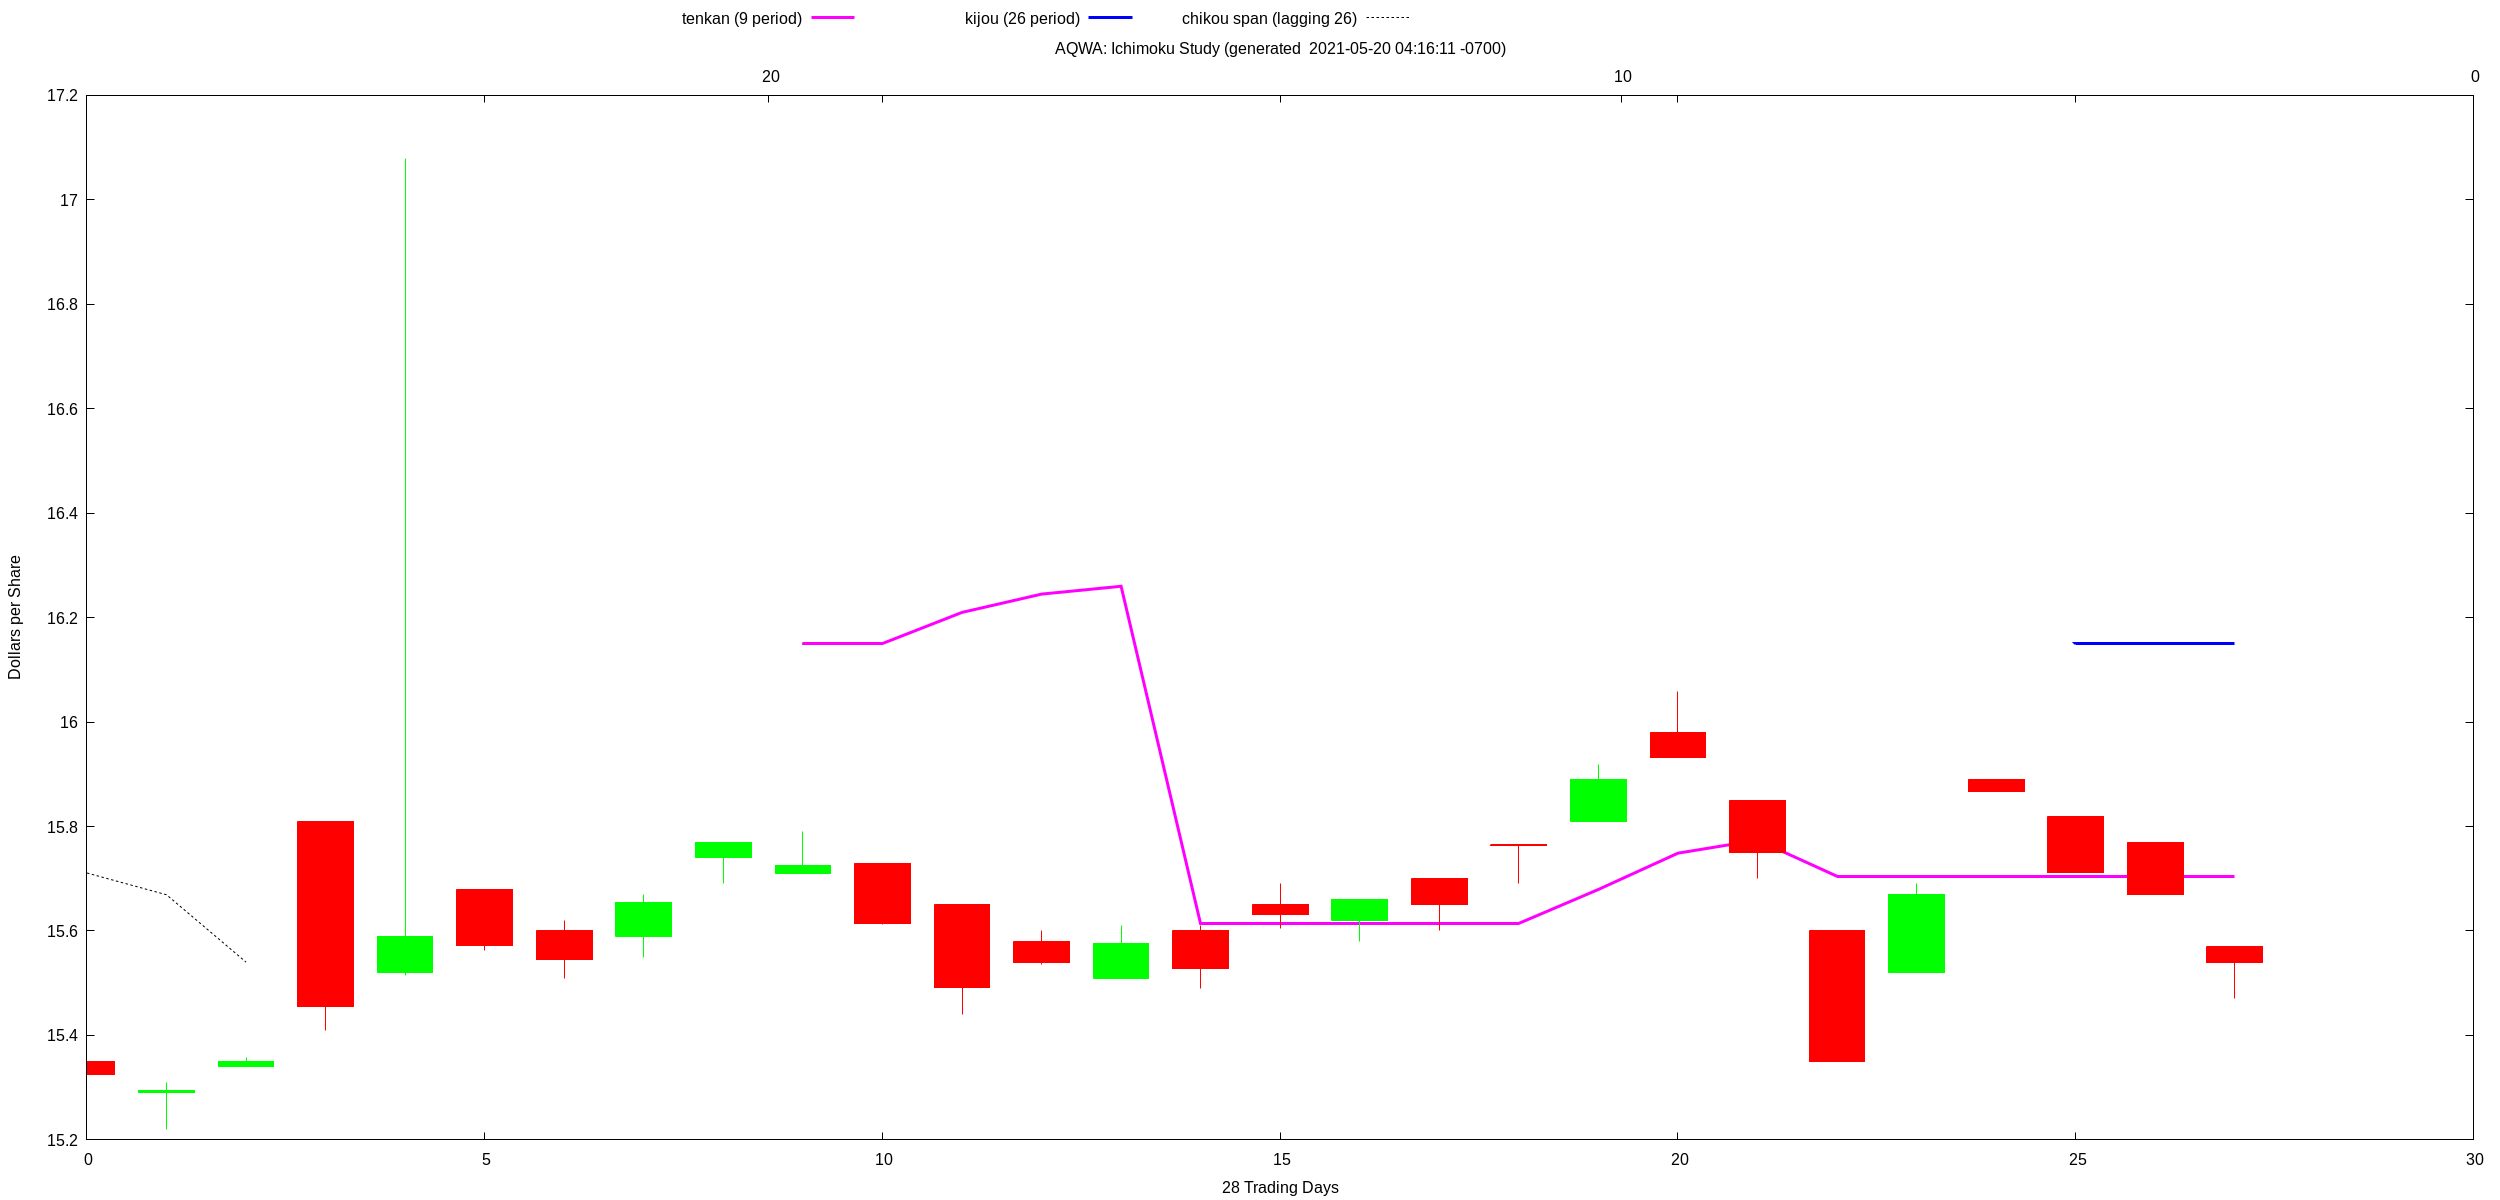 tenkan (9 period) kijou (26 period) chikou span (lagging 26)
AQWA: Ichimoku Study (generated  2021-05-20 04:16:11 -0700)
20 10 0
17.2
17
16.8
16.6
16.4
16.2
16
15.8
15.6
15.4
15.2
Dollars per Share
0 5 10 15 20 25 30
28 Trading Days